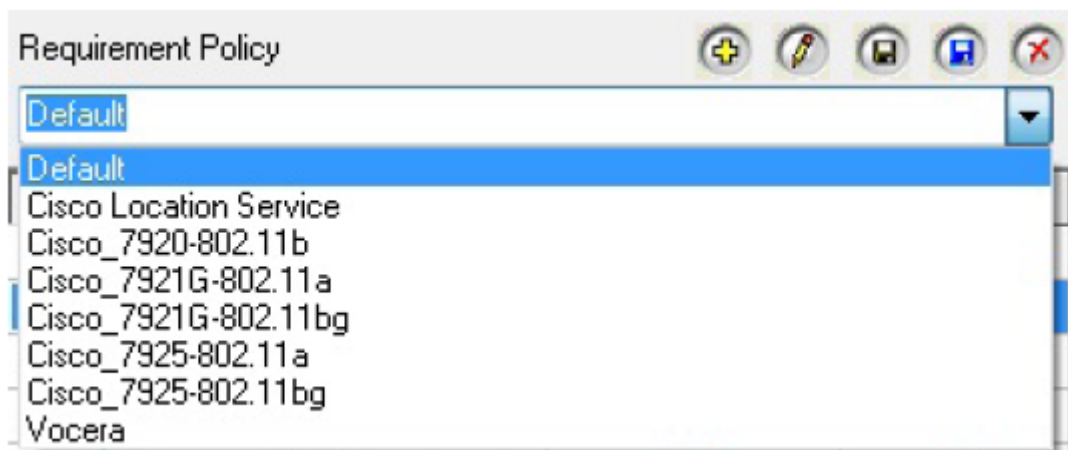 Requirement Policy
Default
Default
Cisco Location Service
Cisco_7920-802.11b
Cisco_7921G-802.11a
Cisco_7921G-802.11bg
Cisco_7925-802.11a
Cisco_7925-802.11bg
Vocera